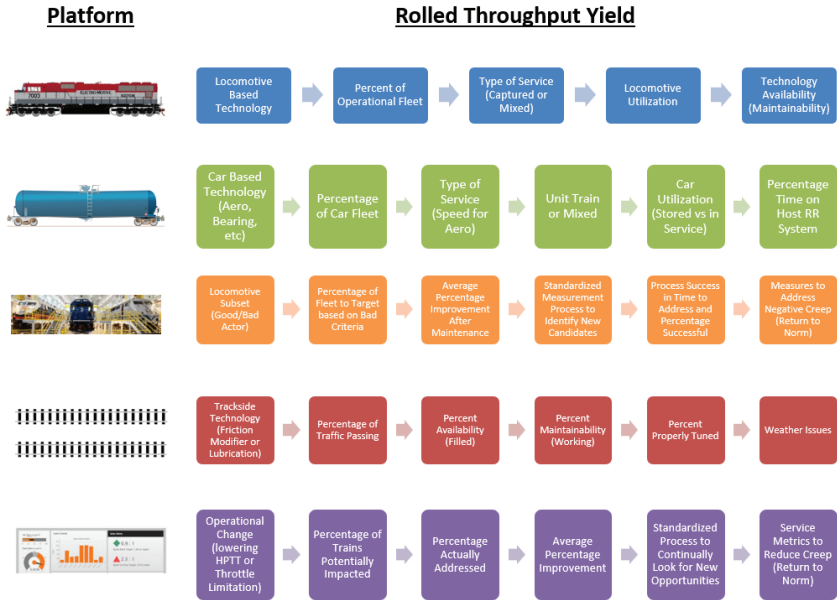 Platform
Rolled Throughput Yield
Locomotive
Based
Technology
Percent of
Operational Fleet
Type of Service
(Captured or
Mixed)
Locomotive
Utilization
Technology
Availability
(Maintainability)
Car Based
Technology
(Aero,
Bearing,
etc)
Percentage
of Car Fleet
Type of
Service
(Speed for
Aero)
Unit Train
or Mixed
Car
Utilization
(Stored vs in
Service)
Percentage
Time on
Host RR
System
Locomotive
Subset
(Good/Bad
Actor)
Percentage of
Fleet to Target
based on Bad
Criteria
Average
Percentage
Improvement
After
Maintenance
Standardized
Measurement
Process to
Identify New
Candidates
Process Success
in Time to
Address and
Percentage
Successful
Measures to
Address
Negative Creep
(Return to
Norm)
Trackside
Technology
(Friction
Modifier or
Lubrication)
Percentage of
Traffic Passing
Percent
Availability
(Filled)
Percent
Maintainability
(Working)
Percent
Properly Tuned
Weather Issues
Operational
Change
(lowering
HPTT or
Throttle
Limitation)
Percentage of
Trains
Potentially
Impacted
Percentage
Actually
Addressed
Average
Percentage
Improvement
Standardized
Process to
Continually
Look for New
Opportunities
Service
Metrics to
Reduce Creep
(Return to
Norm)